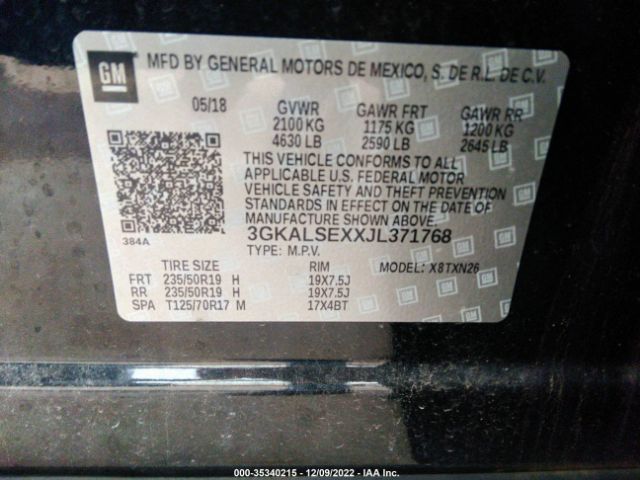 GM
MFD BY GENERAL MOTORS DE MEXICO, S. DE R.L. DE C.V.
05/18 GVWR GAWR FRT GAWR RR
2100 KG 1175 KG 1200 KG
4630 LB 2590 LB 2645 LB
THIS VEHICLE CONFORMS TO ALL
APPLICABLE U.S. FEDERAL MOTOR
VEHICLE SAFETY AND THEFT PREVENTION
STANDARDS IN EFFECT ON THE DATE OF
MANUFACTURE SHOWN ABOVE.
384A
3GKALSEXXJL371768
TYPE: M.P.V. MODEL: X8TXN26
TIRE SIZE RIM
FRT 235/50R19 H 19X7.5J
RR 235/50R19 H 19X7.5J
SPA T125/70R17 M 17X4BT
000-35340215 - 12/09/2022 - IAA Inc.